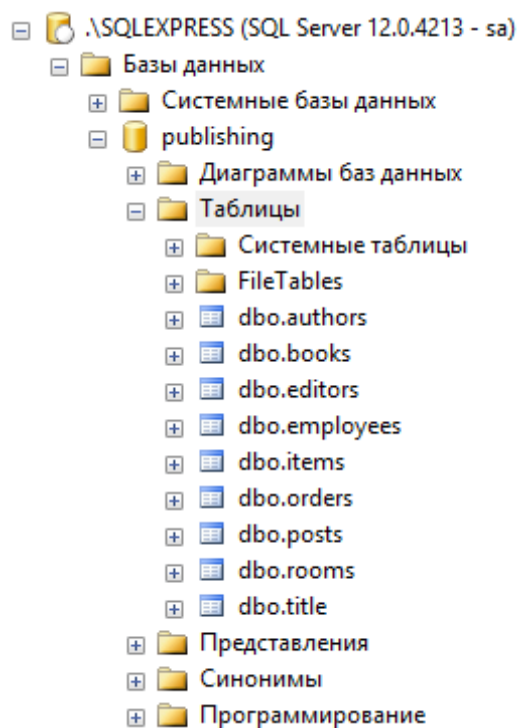 .\SQLEXPRESS (SQL Server 12.0.4213 - sa)
Базы данных
Системные базы данных
publishing
Диаграммы баз данных
Таблицы
Системные таблицы
FileTables
dbo.authors
dbo.books
dbo.editors
dbo.employees
dbo.items
dbo.orders
dbo.posts
dbo.rooms
dbo.title
Представления
Синонимы
Программирование